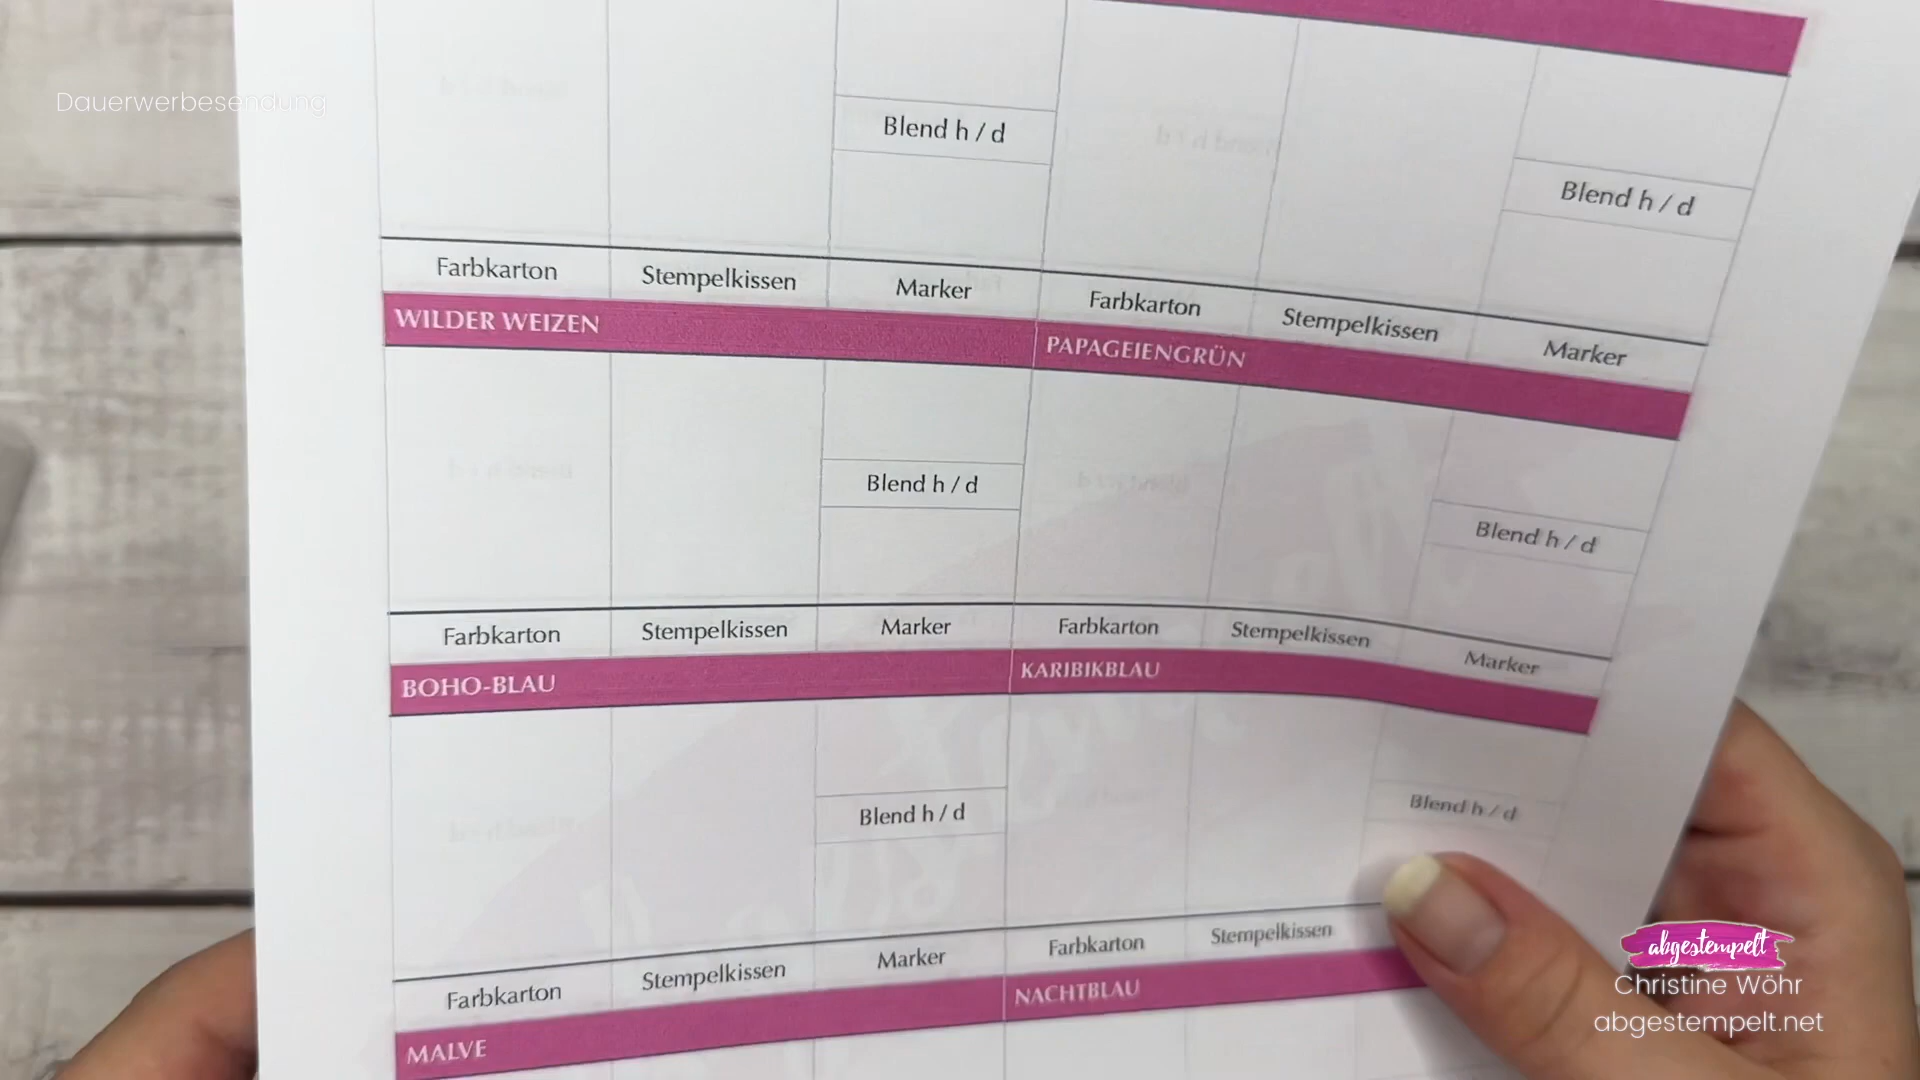 Dauerwerbesendung
Blend h / d
Blend h / d
Farbkarton Stempelkissen Marker Farbkarton Stempelkissen Marker
WILDER WEIZEN PAPAGEIENGRÜN
Blend h / d
Blend h / d
Farbkarton Stempelkissen Marker Farbkarton Stempelkissen Marker
BOHO-BLAU KARIBIKBLAU
Blend h / d
Blend h / d
Farbkarton Stempelkissen Marker Farbkarton Stempelkissen
MALVE NACHTBLAU
abgestempelt
Christine Wöhr
abgestempelt.net